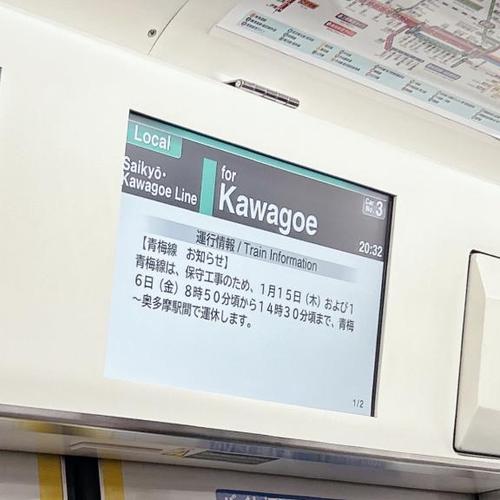 Local
Saikyō･
Kawagoe Line
for
Kawagoe
Car No. 3
20:32
運行情報 / Train Information
【青梅線　お知らせ】
青梅線は、保守工事のため、１月１５日（木）および１
６日（金）８時５０分頃から１４時３０分頃まで、青梅
～奥多摩駅間で運休します。
1/2